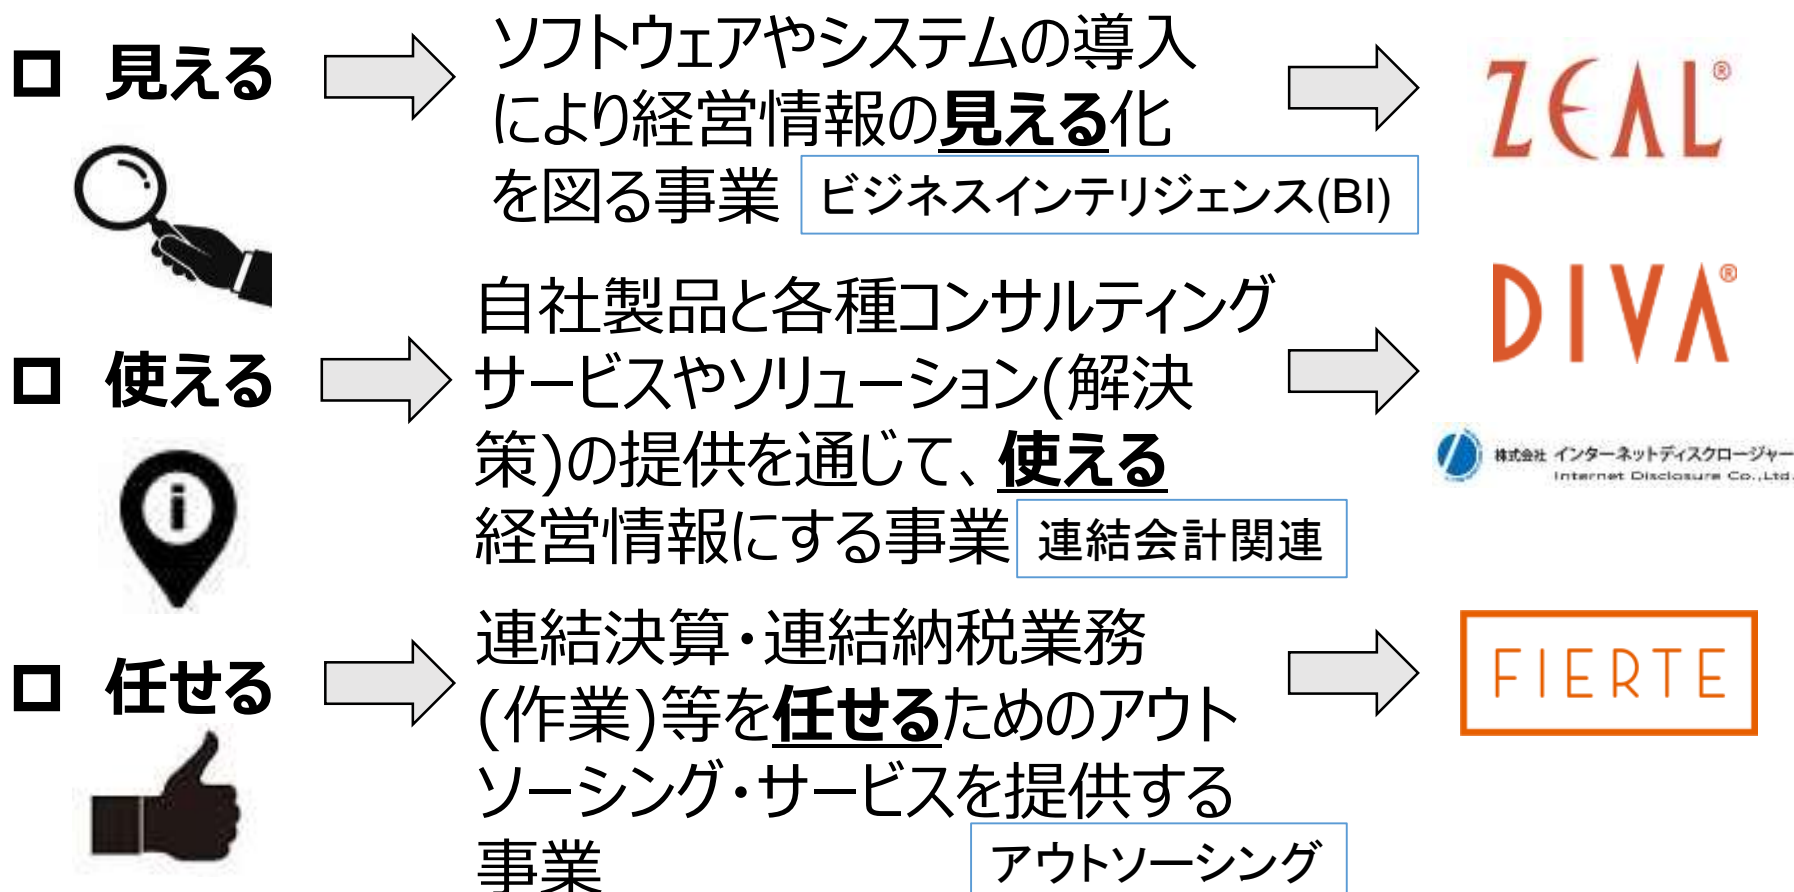 □ 見える
ソフトウェアやシステムの導入
により経営情報の見える化
を図る事業
ビジネスインテリジェンス(BI)
ZEAL®
i
□ 使える
自社製品と各種コンサルティング
サービスやソリューション(解決
策)の提供を通じて、使える
経営情報にする事業
連結会計関連
DIVA®
株式会社 インターネットディスクロージャー
Internet Disclosure Co.,Ltd.
□ 任せる
連結決算・連結納税業務
(作業)等を任せるためのアウト
ソーシング・サービスを提供する
事業
アウトソーシング
FIERTE